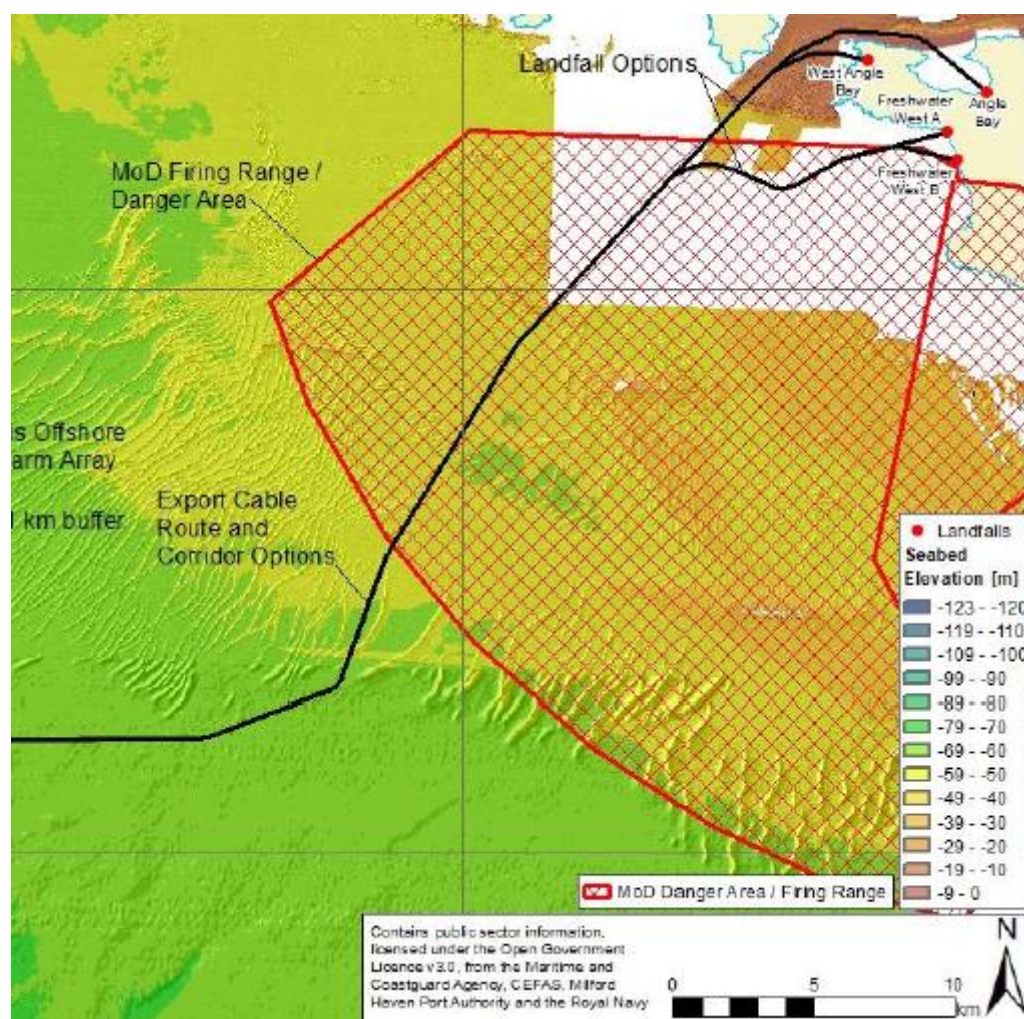 Landfall Options
West Angle
Bay
Freshwater
West A
Angle
Bay
Freshwater
West B
MoD Firing Range /
Danger Area
s Offshore
arm Array
km buffer
Export Cable
Route and
Corridor Options
Landfalls
Seabed
Elevation [m]
-123 - -120
-119 - -110
-109 - -100
-99 - -90
-89 - -80
-79 - -70
-69 - -60
-59 - -50
-49 - -40
-39 - -30
-29 - -20
-19 - -10
-9 - 0
MoD Danger Area / Firing Range
Contains public sector information,
licensed under the Open Government
Licence v3.0, from the Maritime and
Coastguard Agency, CEFAS, Milford
Haven Port Authority and the Royal Navy
N
0 5 10
km